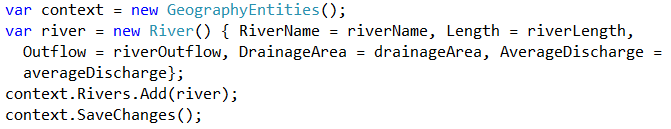 var context = new GeographyEntities();
var river = new River() { RiverName = riverName, Length = riverLength,
Outflow = riverOutflow, DrainageArea = drainageArea, AverageDischarge =
averageDischarge};
context.Rivers.Add(river);
context.SaveChanges();